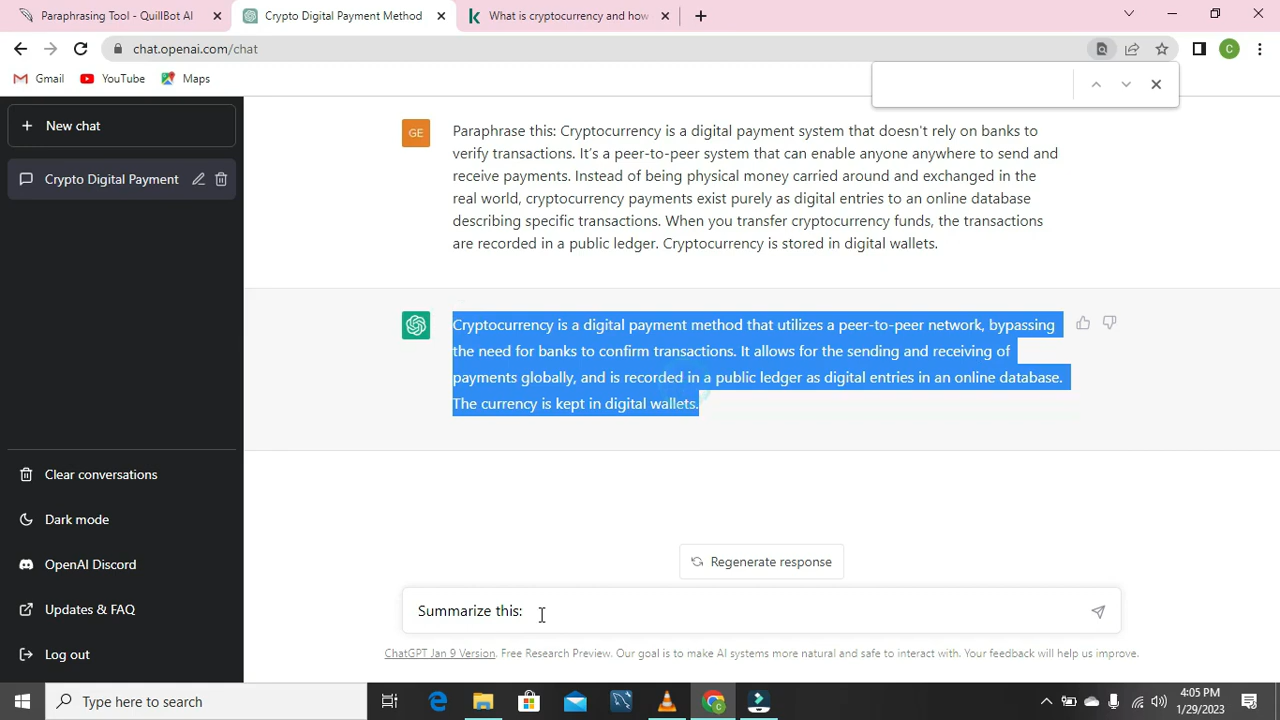 Paraphrasing Tool - QuillBot AI
Crypto Digital Payment Method
What is cryptocurrency and how
chat.openai.com/chat
Gmail
YouTube
Maps
New chat
Crypto Digital Payment
GE
Paraphrase this: Cryptocurrency is a digital payment system that doesn't rely on banks to
verify transactions. It's a peer-to-peer system that can enable anyone anywhere to send and
receive payments. Instead of being physical money carried around and exchanged in the
real world, cryptocurrency payments exist purely as digital entries to an online database
describing specific transactions. When you transfer cryptocurrency funds, the transactions
are recorded in a public ledger. Cryptocurrency is stored in digital wallets.
Cryptocurrency is a digital payment method that utilizes a peer-to-peer network, bypassing
the need for banks to confirm transactions. It allows for the sending and receiving of
payments globally, and is recorded in a public ledger as digital entries in an online database.
The currency is kept in digital wallets.
Clear conversations
Dark mode
OpenAI Discord
Updates & FAQ
Log out
Regenerate response
Summarize this:
ChatGPT Jan 9 Version. Free Research Preview. Our goal is to make AI systems more natural and safe to interact with. Your feedback will help us improve.
Type here to search
4:05 PM
1/29/2023